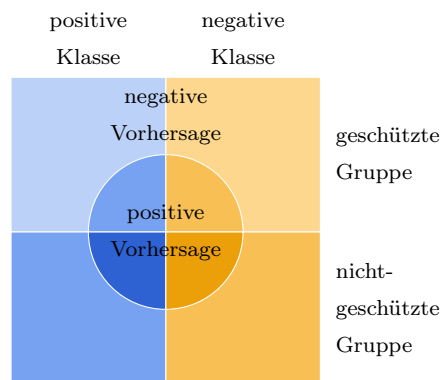 positive
Klasse
negative
Klasse
negative
Vorhersage
geschützte
Gruppe
positive
Vorhersage
nicht-
geschützte
Gruppe